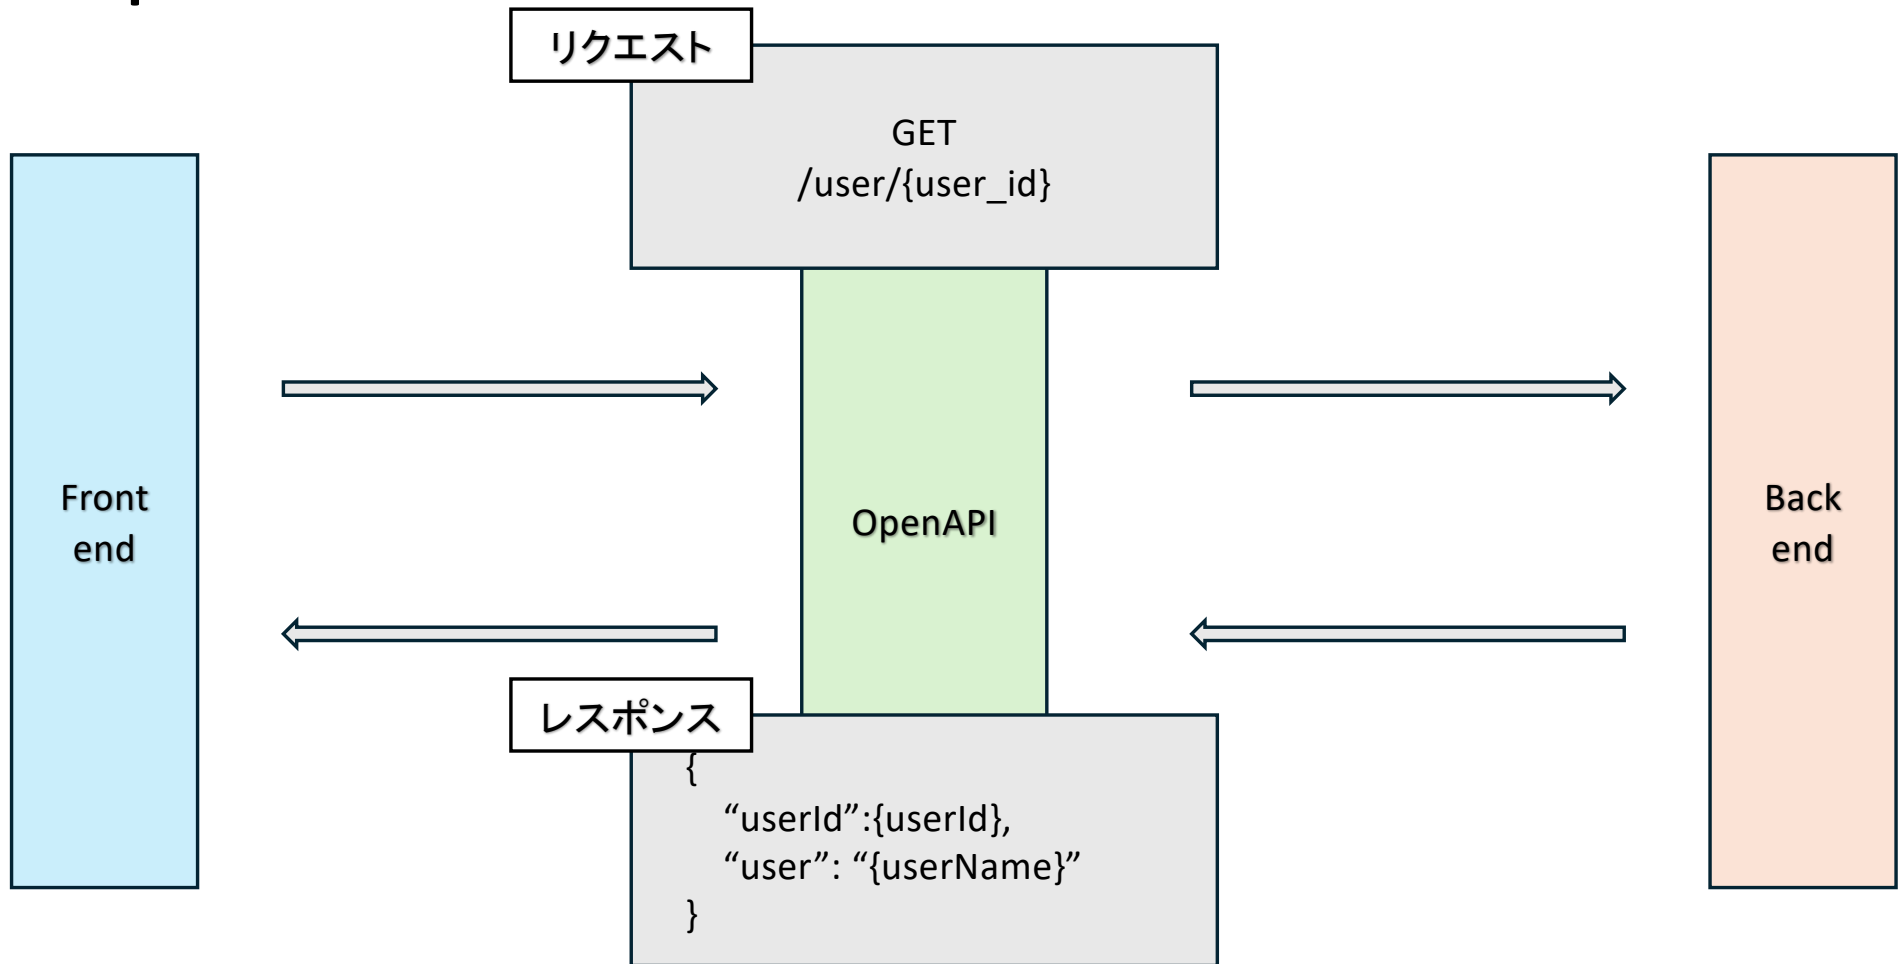 リクエスト
GET
/user/{user_id}
Front
end
OpenAPI
Back
end
レスポンス
{
“userId”:{userId},
“user”: “{userName}”
}